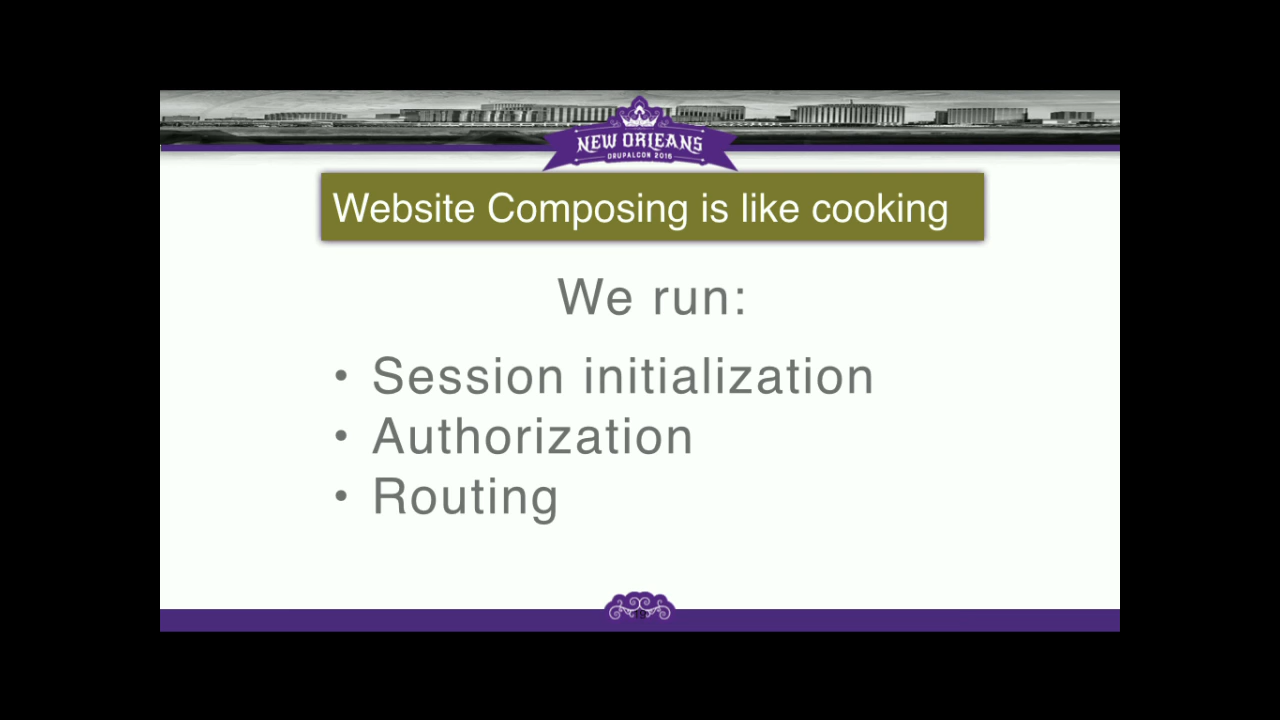 NEW ORLEANS
DRUPALCON 2016
Website Composing is like cooking
We run:
• Session initialization
• Authorization
• Routing